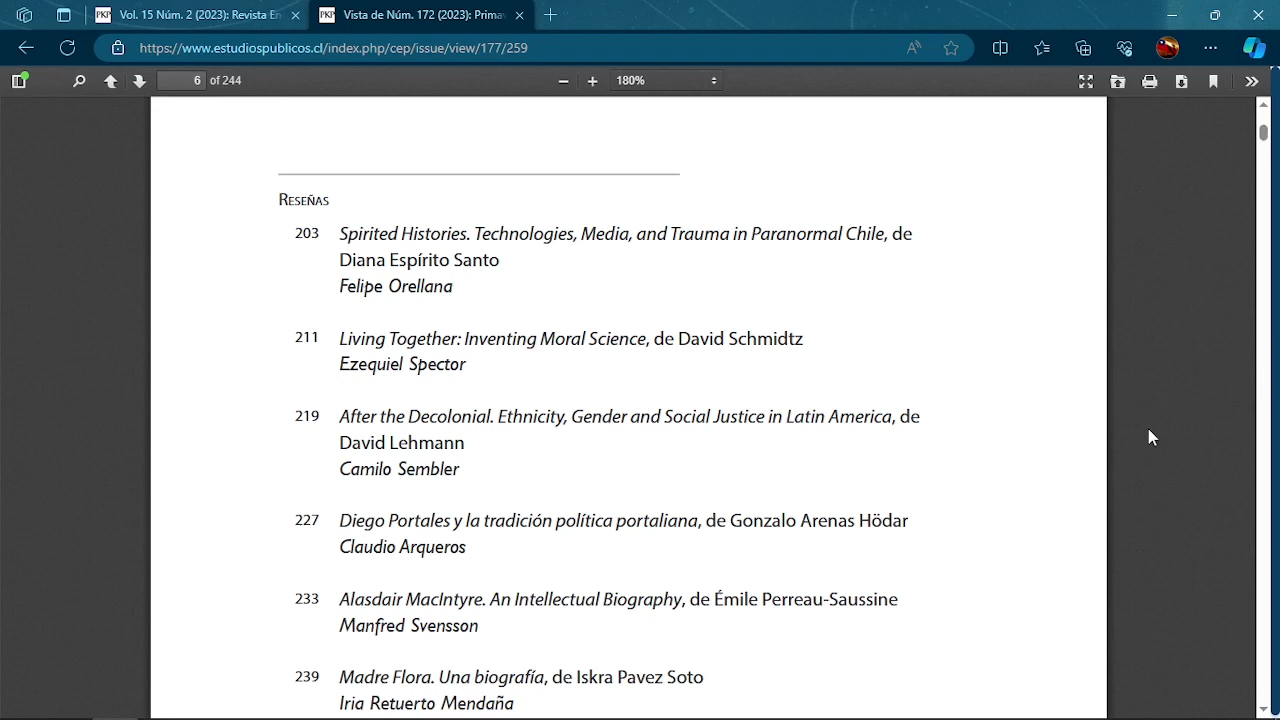 Vol. 15 Núm. 2 (2023): Revista En
Vista de Núm. 172 (2023): Primav
https://www.estudiospublicos.cl/index.php/cep/issue/view/177/259
6 of 244
180%
RESEÑAS
203 Spirited Histories. Technologies, Media, and Trauma in Paranormal Chile, de
Diana Espírito Santo
Felipe Orellana
211 Living Together: Inventing Moral Science, de David Schmidtz
Ezequiel Spector
219 After the Decolonial. Ethnicity, Gender and Social Justice in Latin America, de
David Lehmann
Camilo Sembler
227 Diego Portales y la tradición política portaliana, de Gonzalo Arenas Hödar
Claudio Arqueros
233 Alasdair MacIntyre. An Intellectual Biography, de Émile Perreau-Saussine
Manfred Svensson
239 Madre Flora. Una biografía, de Iskra Pavez Soto
Iria Retuerto Mendaña